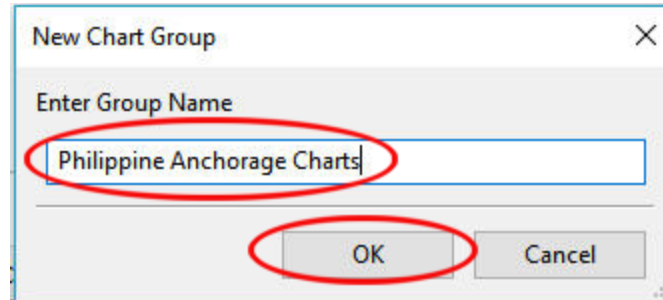 New Chart Group
Enter Group Name
Philippine Anchorage Charts
OK Cancel